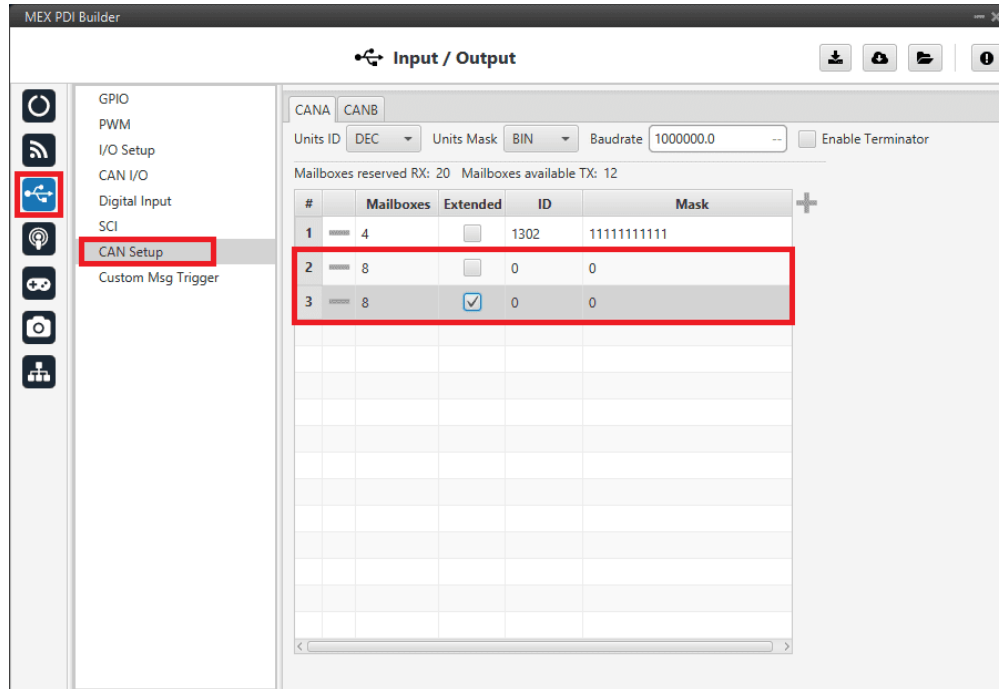 MEX PDI Builder
Input / Output
GPIO
PWM
I/O Setup
CAN I/O
Digital Input
SCI
CAN Setup
Custom Msg Trigger
CANA CANB
Units ID DEC Units Mask BIN Baudrate 1000000.0 -- Enable Terminator
Mailboxes reserved RX: 20 Mailboxes available TX: 12
# Mailboxes Extended ID Mask
1 4 1302 11111111111
2 8 0 0
3 8 0 0